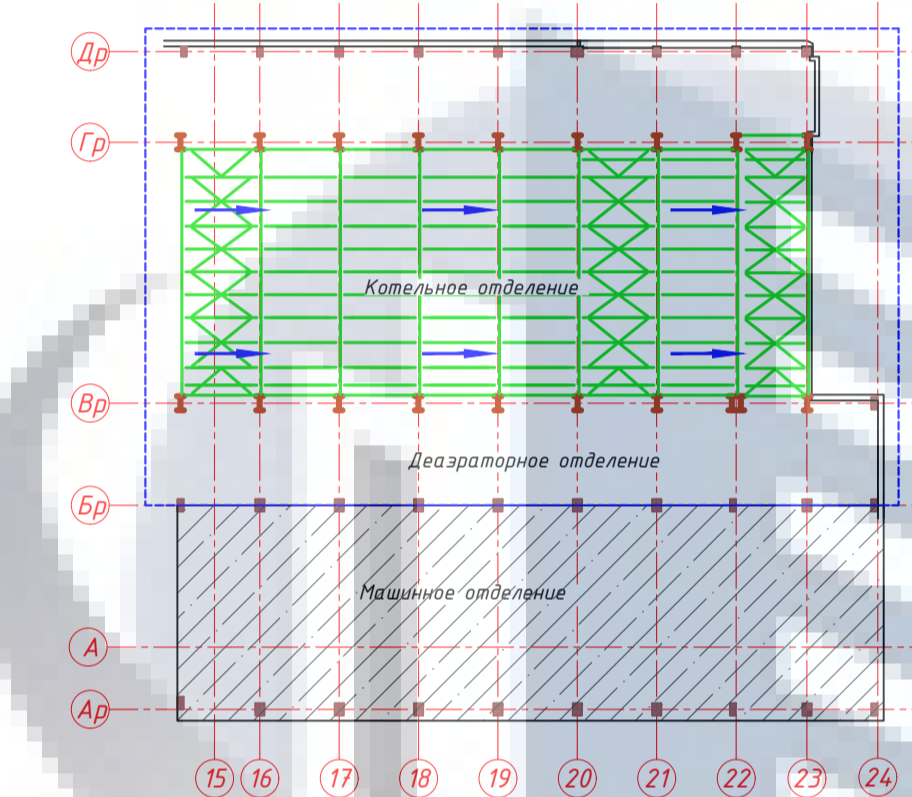 Др
Гр
Котельное отделение
Вр
Деаэраторное отделение
Бр
Машинное отделение
А
Ар
15 16 17 18 19 20 21 22 23 24